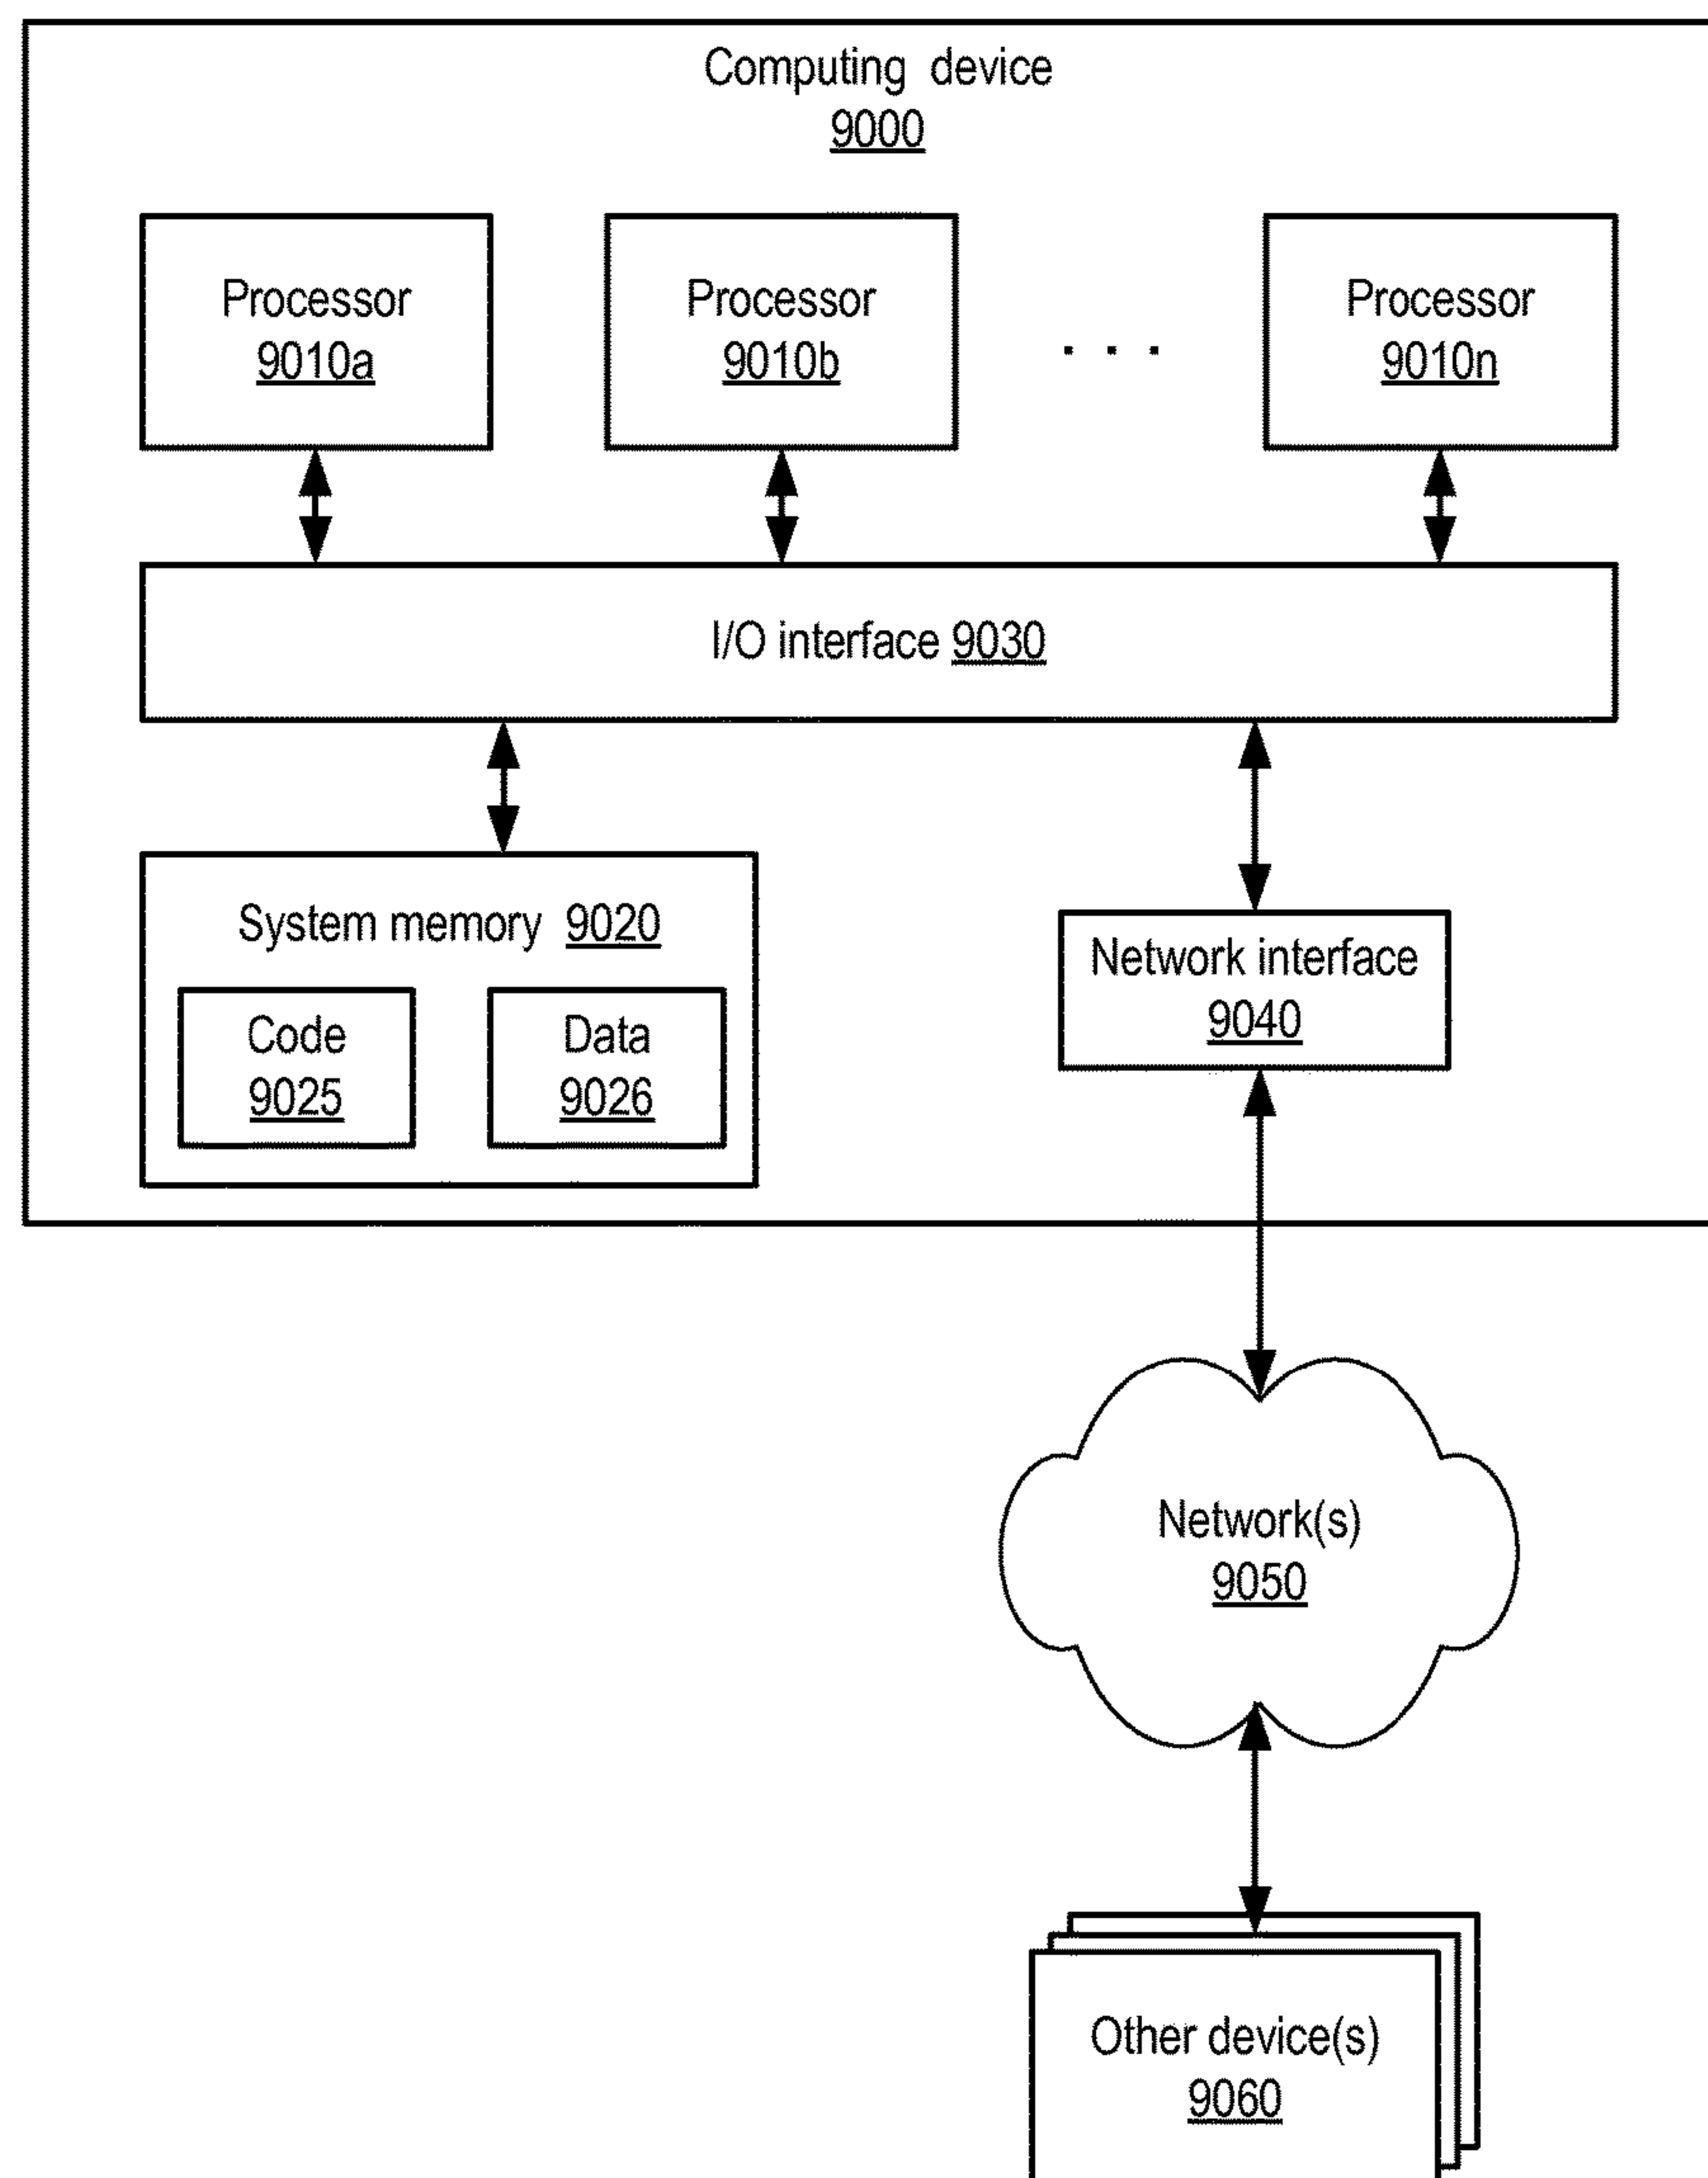 Computing device
9000
Processor
9010a
Processor
9010b
. . .
Processor
9010n
I/O interface 9030
System memory 9020
Code
9025
Data
9026
Network interface
9040
Network(s)
9050
Other device(s)
9060